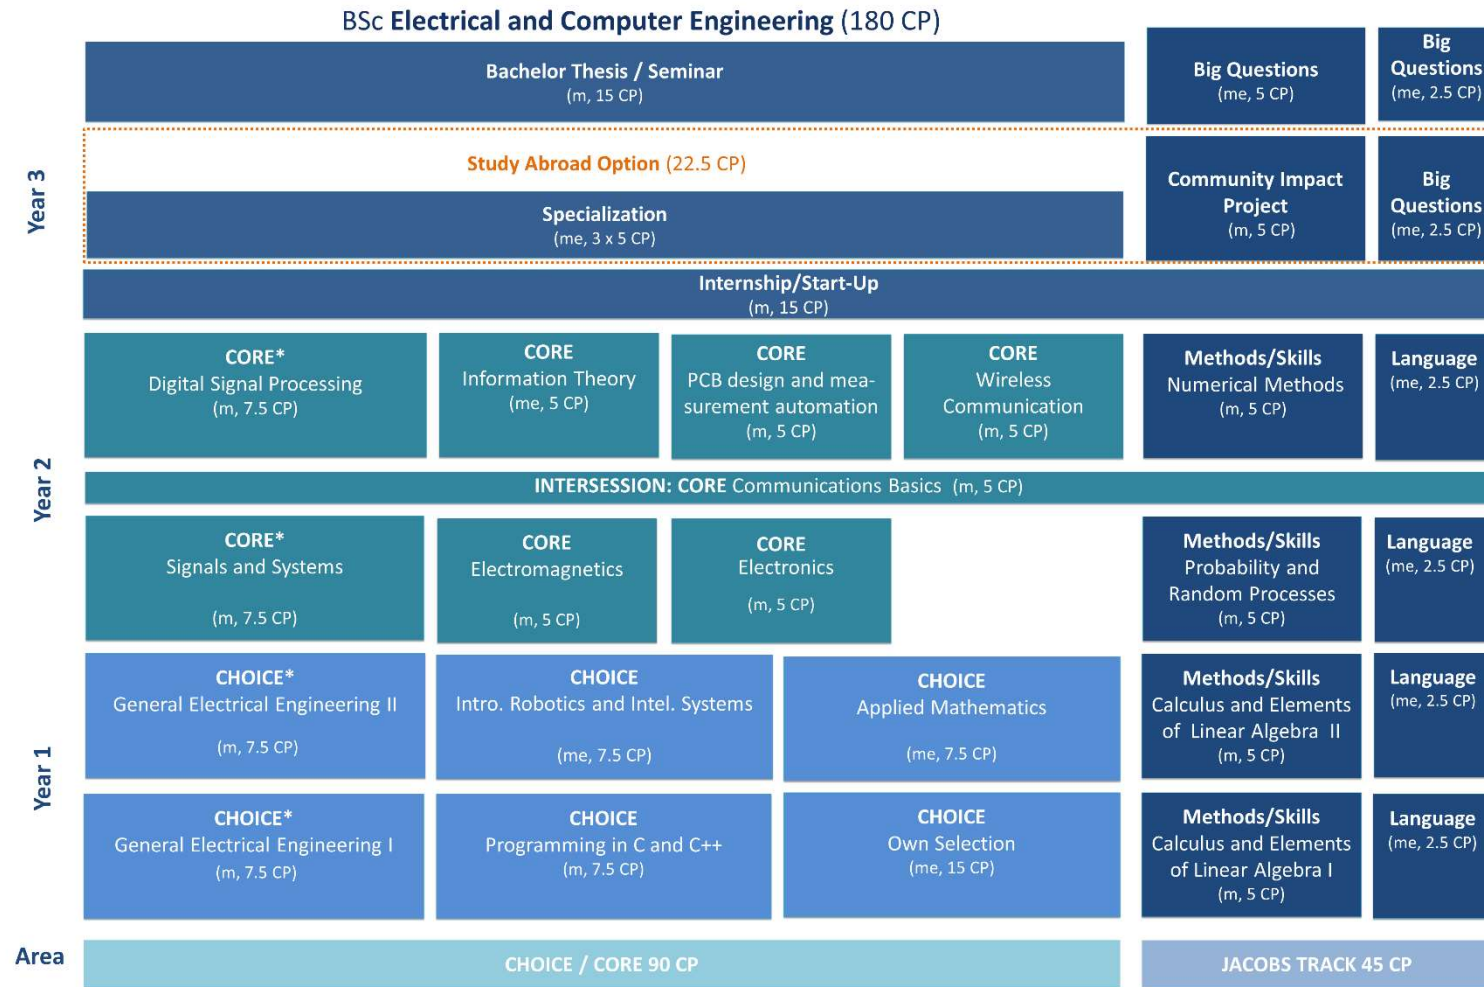 BSc Electrical and Computer Engineering (180 CP)
Bachelor Thesis / Seminar
(m, 15 CP)
Big Questions
(me, 5 CP)
Big
Questions
(me, 2.5 CP)
Year 3
Study Abroad Option (22.5 CP)
Specialization
(me, 3 x 5 CP)
Community Impact
Project
(m, 5 CP)
Big
Questions
(me, 2.5 CP)
Internship/Start-Up
(m, 15 CP)
Year 2
CORE*
Digital Signal Processing
(m, 7.5 CP)
CORE
Information Theory
(me, 5 CP)
CORE
PCB design and mea-
surement automation
(m, 5 CP)
CORE
Wireless
Communication
(m, 5 CP)
Methods/Skills
Numerical Methods
(m, 5 CP)
Language
(me, 2.5 CP)
INTERSESSION: CORE Communications Basics (m, 5 CP)
CORE*
Signals and Systems
(m, 7.5 CP)
CORE
Electromagnetics
(m, 5 CP)
CORE
Electronics
(m, 5 CP)
Methods/Skills
Probability and
Random Processes
(m, 5 CP)
Language
(me, 2.5 CP)
Year 1
CHOICE*
General Electrical Engineering II
(m, 7.5 CP)
CHOICE
Intro. Robotics and Intel. Systems
(me, 7.5 CP)
CHOICE
Applied Mathematics
(me, 7.5 CP)
Methods/Skills
Calculus and Elements
of Linear Algebra II
(m, 5 CP)
Language
(me, 2.5 CP)
CHOICE*
General Electrical Engineering I
(m, 7.5 CP)
CHOICE
Programming in C and C++
(m, 7.5 CP)
CHOICE
Own Selection
(me, 15 CP)
Methods/Skills
Calculus and Elements
of Linear Algebra I
(m, 5 CP)
Language
(me, 2.5 CP)
Area
CHOICE / CORE 90 CP
JACOBS TRACK 45 CP